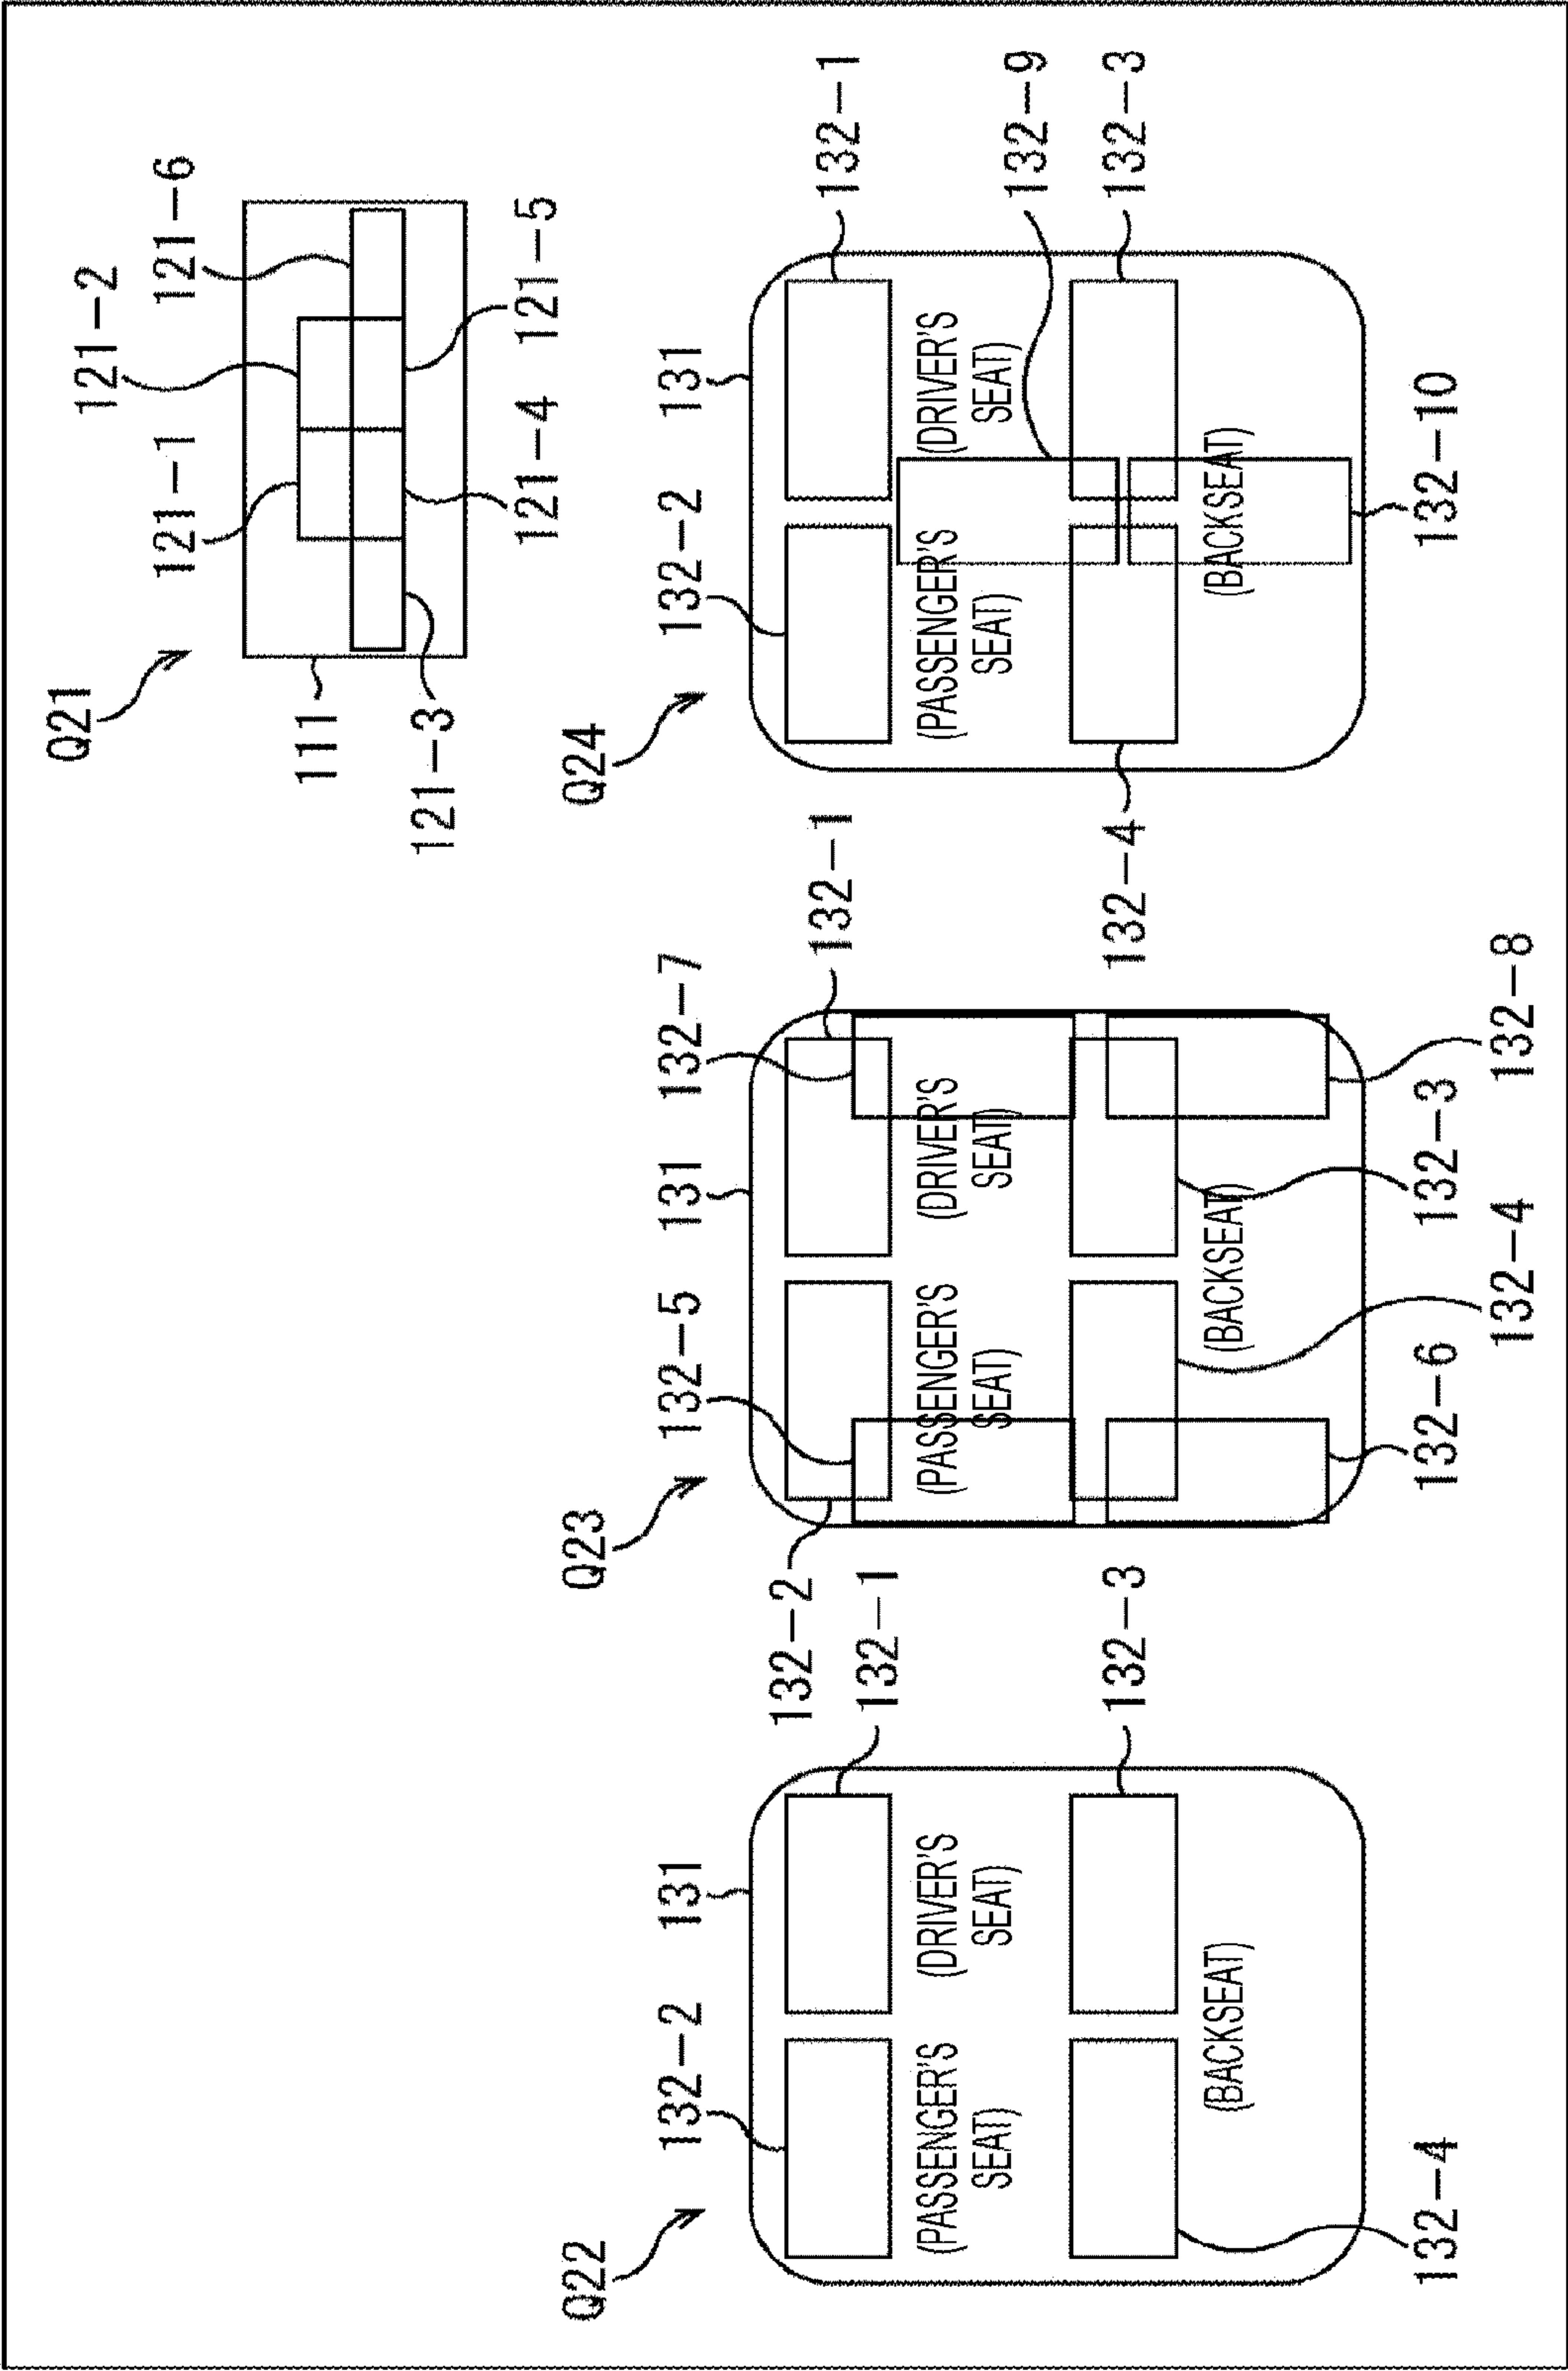 Q21
121-1
121-2
121-6
111
121-3
121-4
121-5
Q22
132-2
131
132-1
(PASSENGER'S
SEAT)
(DRIVER'S
SEAT)
132-3
(BACKSEAT)
132-4
Q23
132-5
131
132-7
132-2
132-1
(PASSENGER'S
SEAT)
(DRIVER'S
SEAT)
(BACKSEAT)
132-6
132-3
132-4
132-8
Q24
132-2
131
132-1
(PASSENGER'S
SEAT)
(DRIVER'S
SEAT)
132-9
132-4
132-3
(BACKSEAT)
132-10